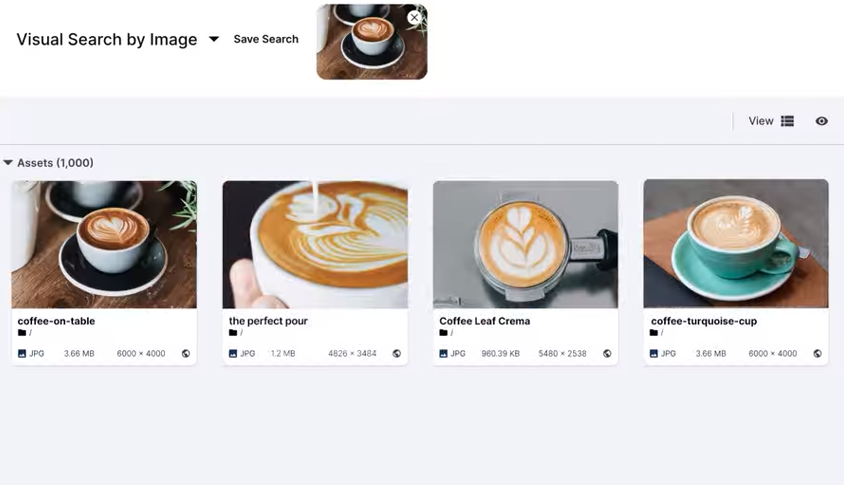 Visual Search by Image
Save Search
View
Assets (1,000)
coffee-on-table
/
JPG 3.66 MB 6000 × 4000
the perfect pour
/
JPG 1.2 MB 4826 × 3484
Coffee Leaf Crema
/
JPG 960.39 KB 5480 × 2538
coffee-turquoise-cup
/
JPG 3.66 MB 6000 × 4000